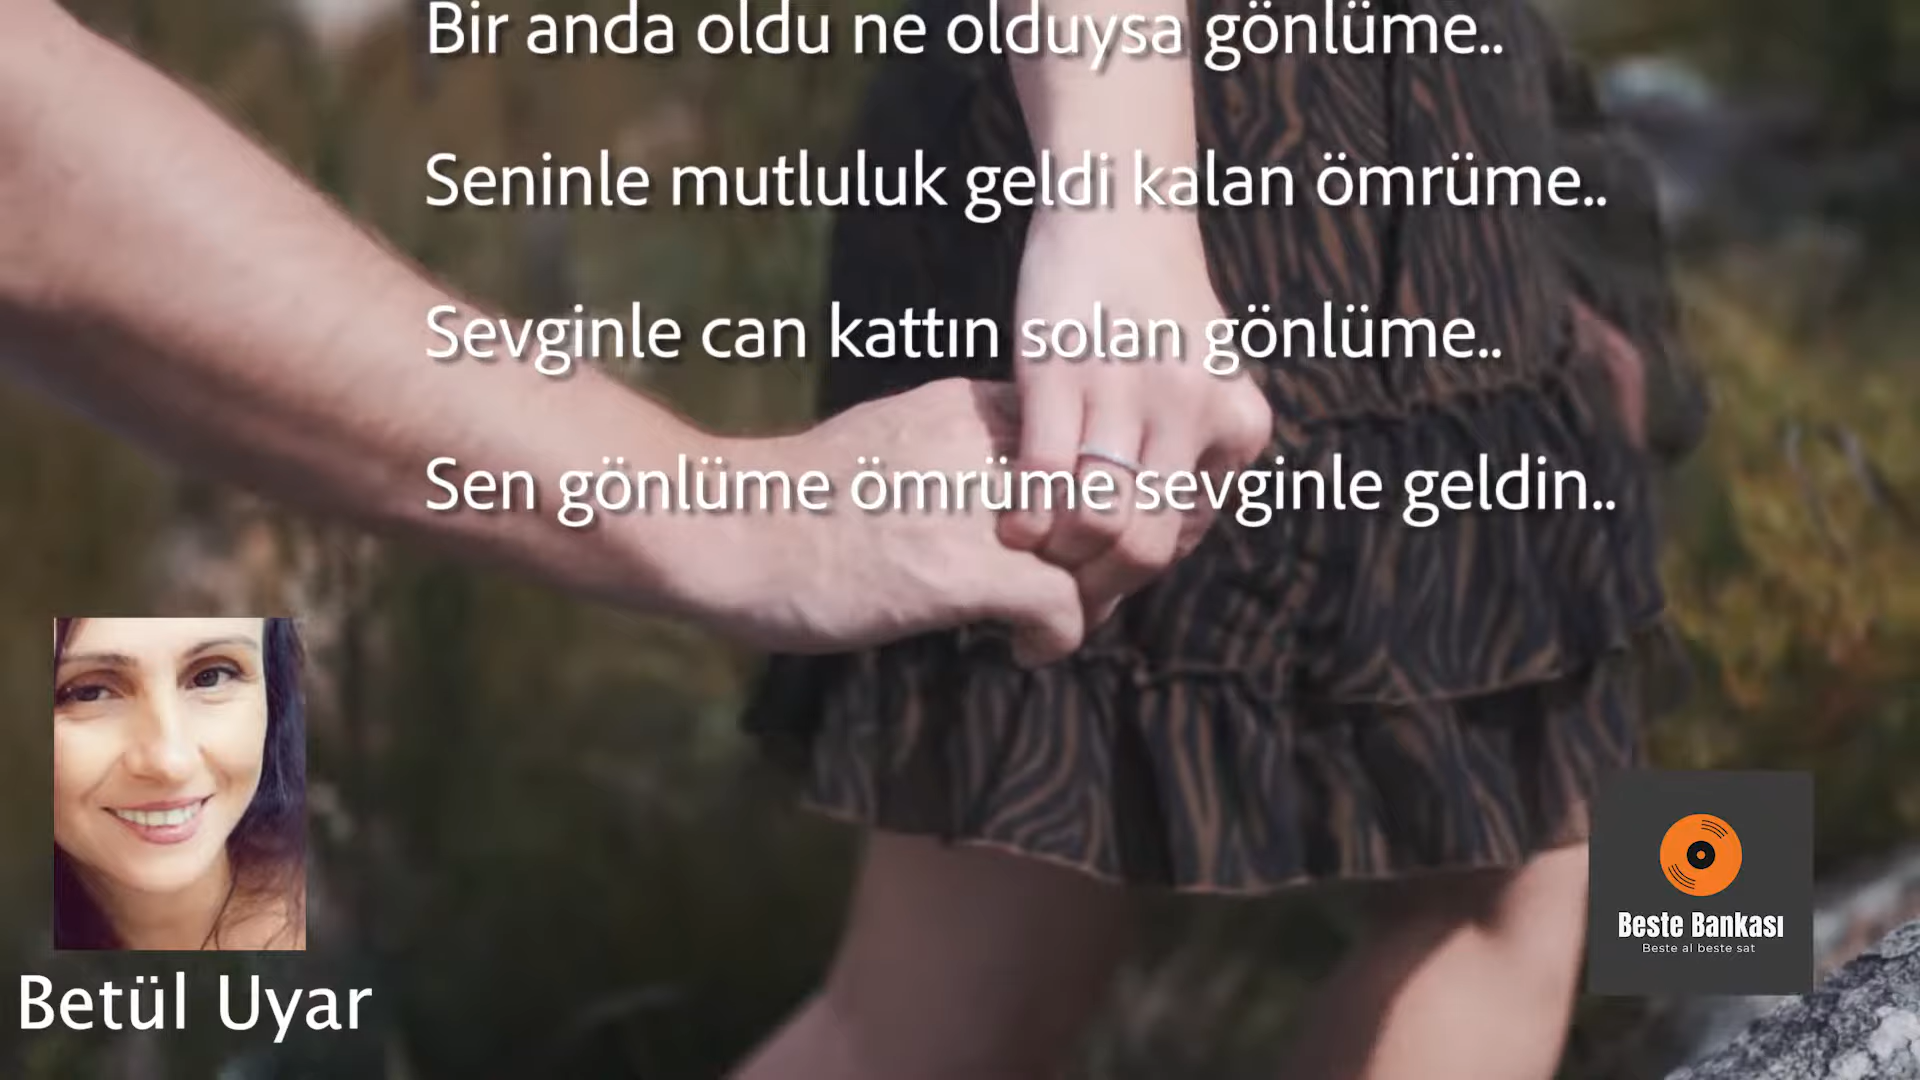 Bir anda oldu ne olduysa gönlüme..
Seninle mutluluk geldi kalan ömrüme..
Sevginle can kattın solan gönlüme..
Sen gönlüme ömrüme sevginle geldin..
Betül Uyar
Beste Bankası
Beste al beste sat